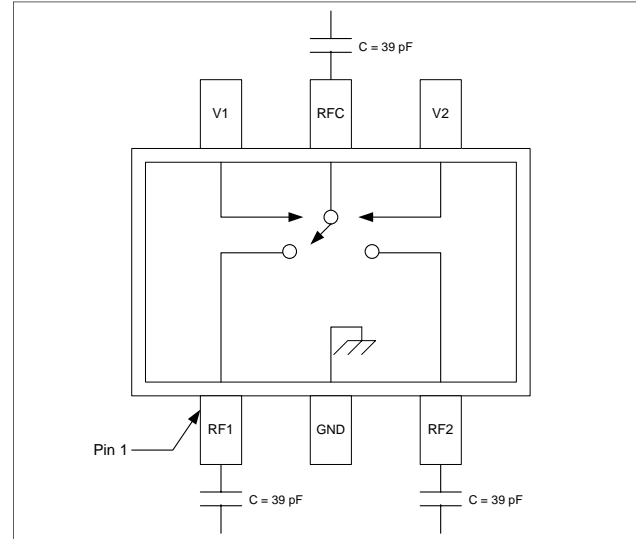 C = 39 pF
V1
RFC
V2
RF1
GND
RF2
Pin 1
C = 39 pF
C = 39 pF